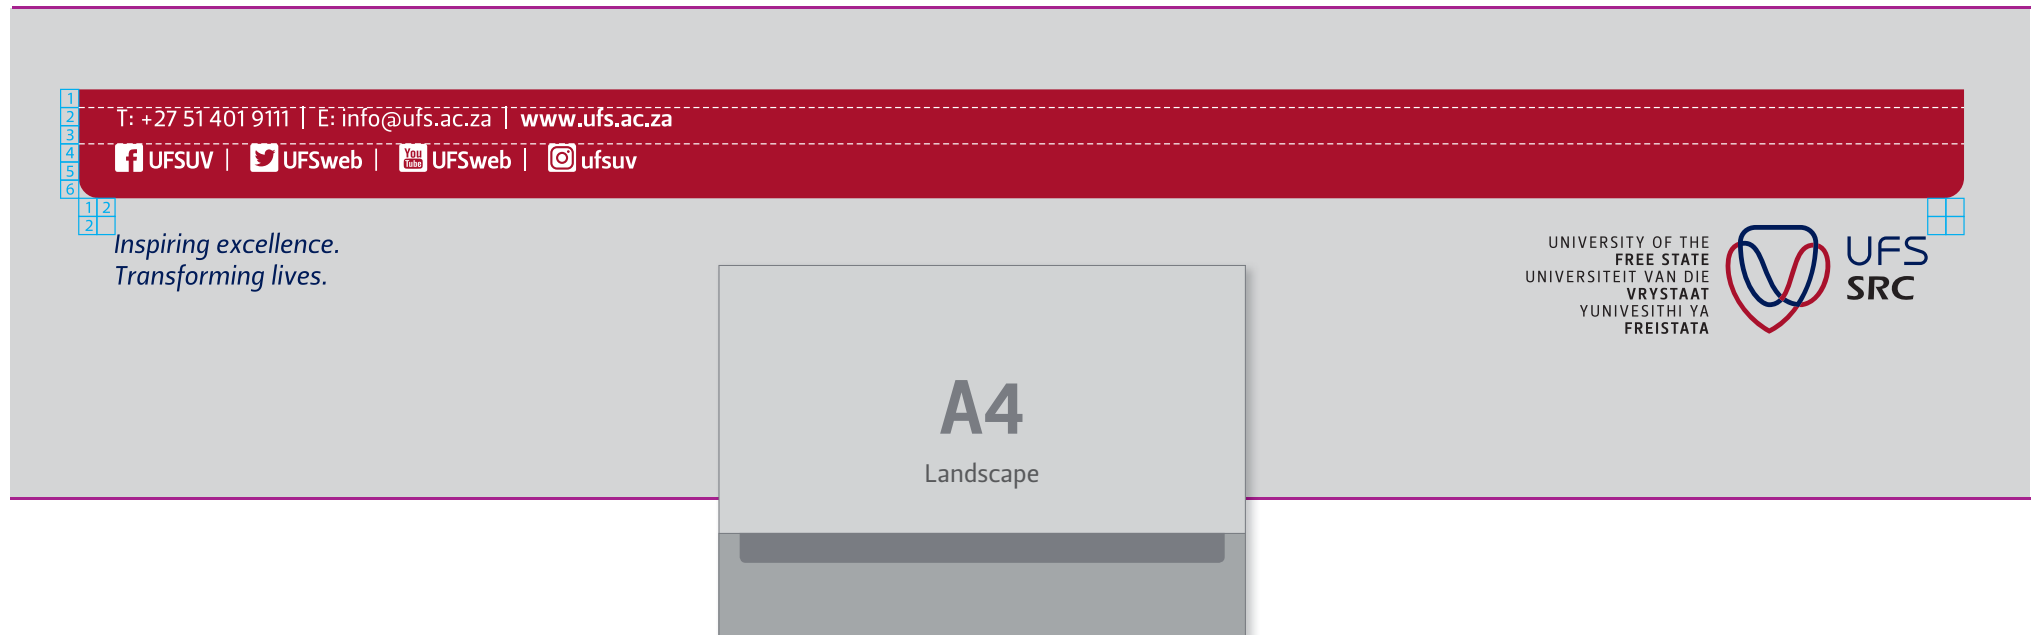 1
2
3
4
5
6
T: +27 51 401 9111 | E: info@ufs.ac.za | www.ufs.ac.za
UFSUV | UFSweb | You Tube UFSweb | ufsuv
1 2
2
Inspiring excellence.
Transforming lives.
UNIVERSITY OF THE
FREE STATE
UNIVERSITEIT VAN DIE
VRYSTAAT
YUNIVESITHI YA
FREISTATA
UFS
SRC
A4
Landscape